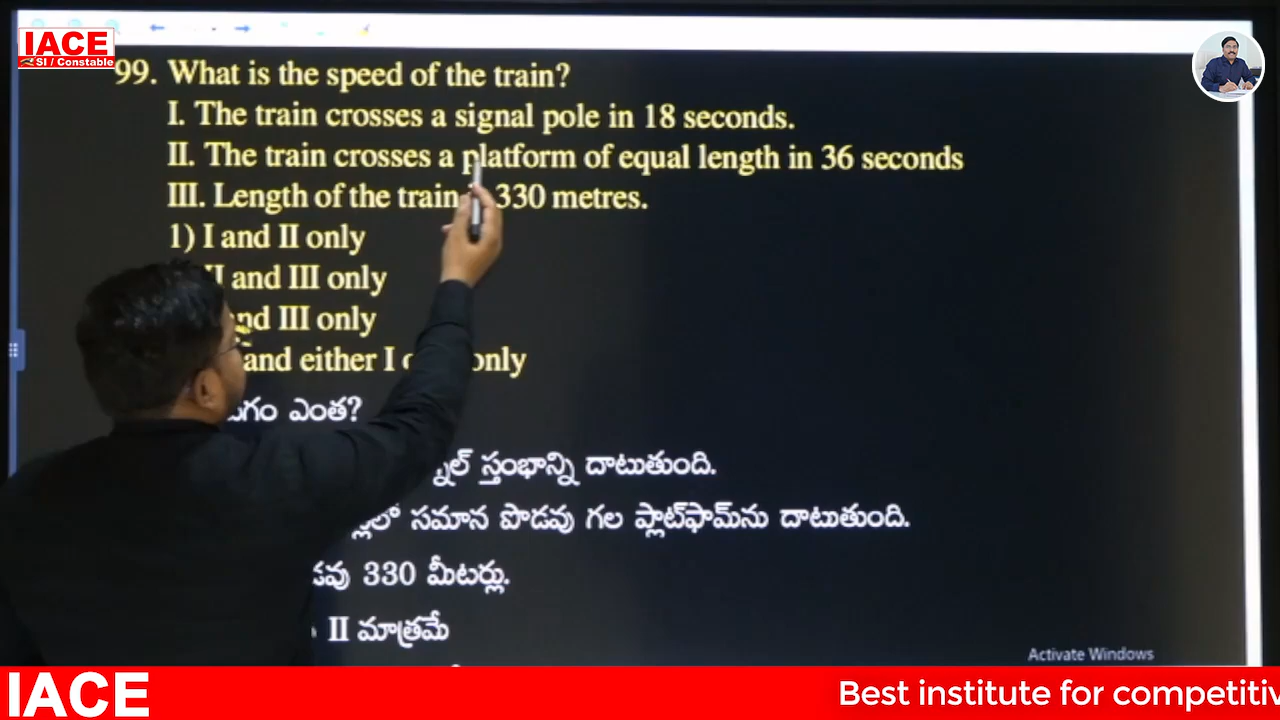 IACE
SI / Constable
99. What is the speed of the train?
I. The train crosses a signal pole in 18 seconds.
II. The train crosses a platform of equal length in 36 seconds
III. Length of the train 330 metres.
1) I and II only
II and III only
and III only
and either I only
ఎంత?
స్తంభాన్ని దాటుతుంది.
సమాన పొడవు గల ప్లాట్‌ఫామ్‌ను దాటుతుంది.
330 మీటర్లు.
II మాత్రమే
Activate Windows
IACE
Best institute for